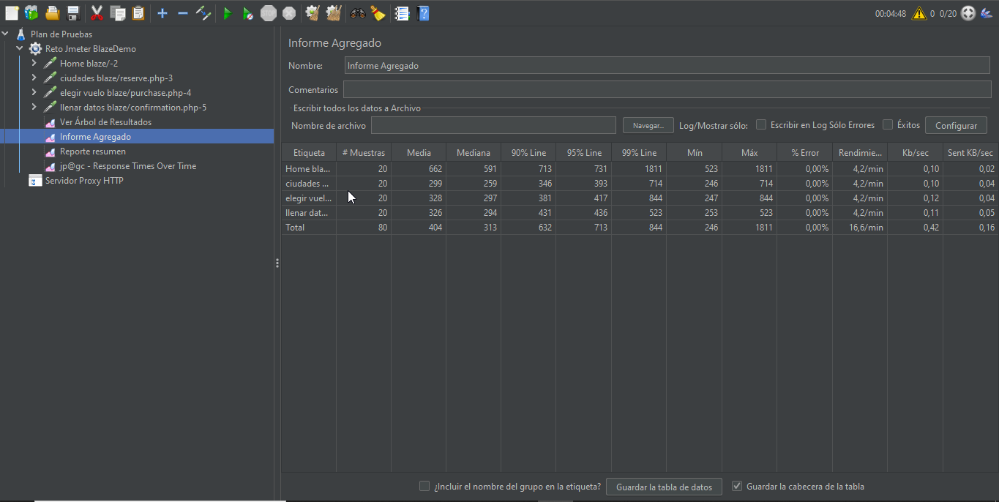 00:04:48 0 0/20
Plan de Pruebas
Reto Jmeter BlazeDemo
Home blaze/-2
ciudades blaze/reserve.php-3
elegir vuelo blaze/purchase.php-4
llenar datos blaze/confirmation.php-5
Ver Árbol de Resultados
Informe Agregado
Reporte resumen
jp@gc - Response Times Over Time
Servidor Proxy HTTP
Informe Agregado
Nombre: Informe Agregado
Comentarios
Escribir todos los datos a Archivo
Nombre de archivo Navegar... Log/Mostrar sólo: Escribir en Log Sólo Errores Éxitos Configurar
Etiqueta # Muestras Media Mediana 90% Line 95% Line 99% Line Mín Máx % Error Rendimie... Kb/sec Sent KB/sec
Home bla... 20 662 591 713 731 1811 523 1811 0,00% 4,2/min 0,10 0,02
ciudades ... 20 299 259 346 393 714 246 714 0,00% 4,2/min 0,10 0,04
elegir vuel... 20 328 297 381 417 844 247 844 0,00% 4,2/min 0,12 0,04
llenar dat... 20 326 294 431 436 523 253 523 0,00% 4,2/min 0,11 0,05
Total 80 404 313 632 713 844 246 1811 0,00% 16,6/min 0,42 0,16
¿Incluir el nombre del grupo en la etiqueta? Guardar la tabla de datos Guardar la cabecera de la tabla